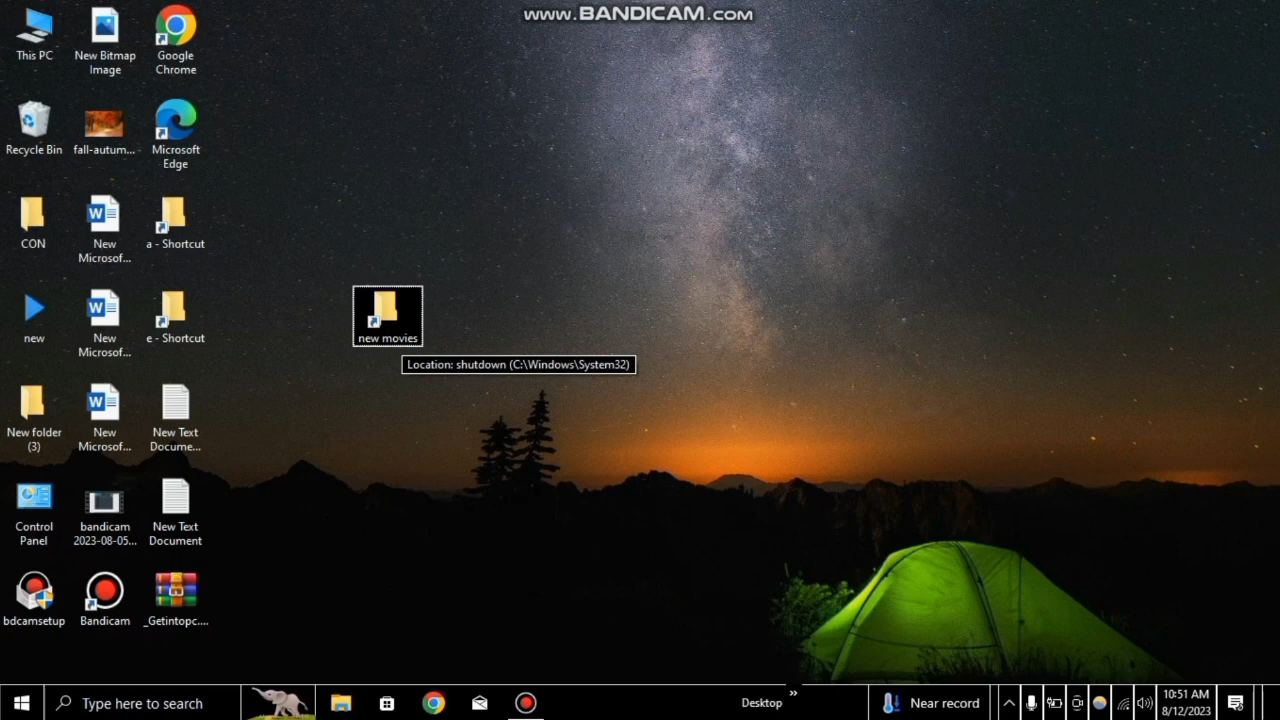 www.BANDICAM.com
This PC
New Bitmap
Image
Google
Chrome
Recycle Bin
fall-autum...
Microsoft
Edge
CON
New
Microsof...
a - Shortcut
new
New
Microsof...
e - Shortcut
new movies
Location: shutdown (C:\Windows\System32)
New folder
(3)
New
Microsof...
New Text
Docume...
Control
Panel
bandicam
2023-08-05...
New Text
Document
bdcamsetup
Bandicam
_Getintopc....
Type here to search
Desktop
»
Near record
10:51 AM
8/12/2023